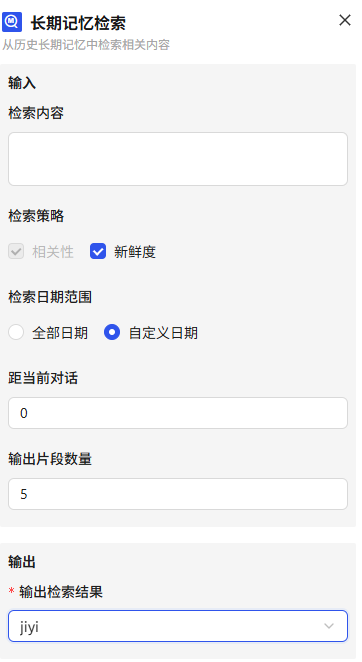 长期记忆检索
从历史长期记忆中检索相关内容
输入
检索内容
检索策略
相关性 新鲜度
检索日期范围
全部日期 自定义日期
距当前对话
0
输出片段数量
5
输出
* 输出检索结果
jiyi